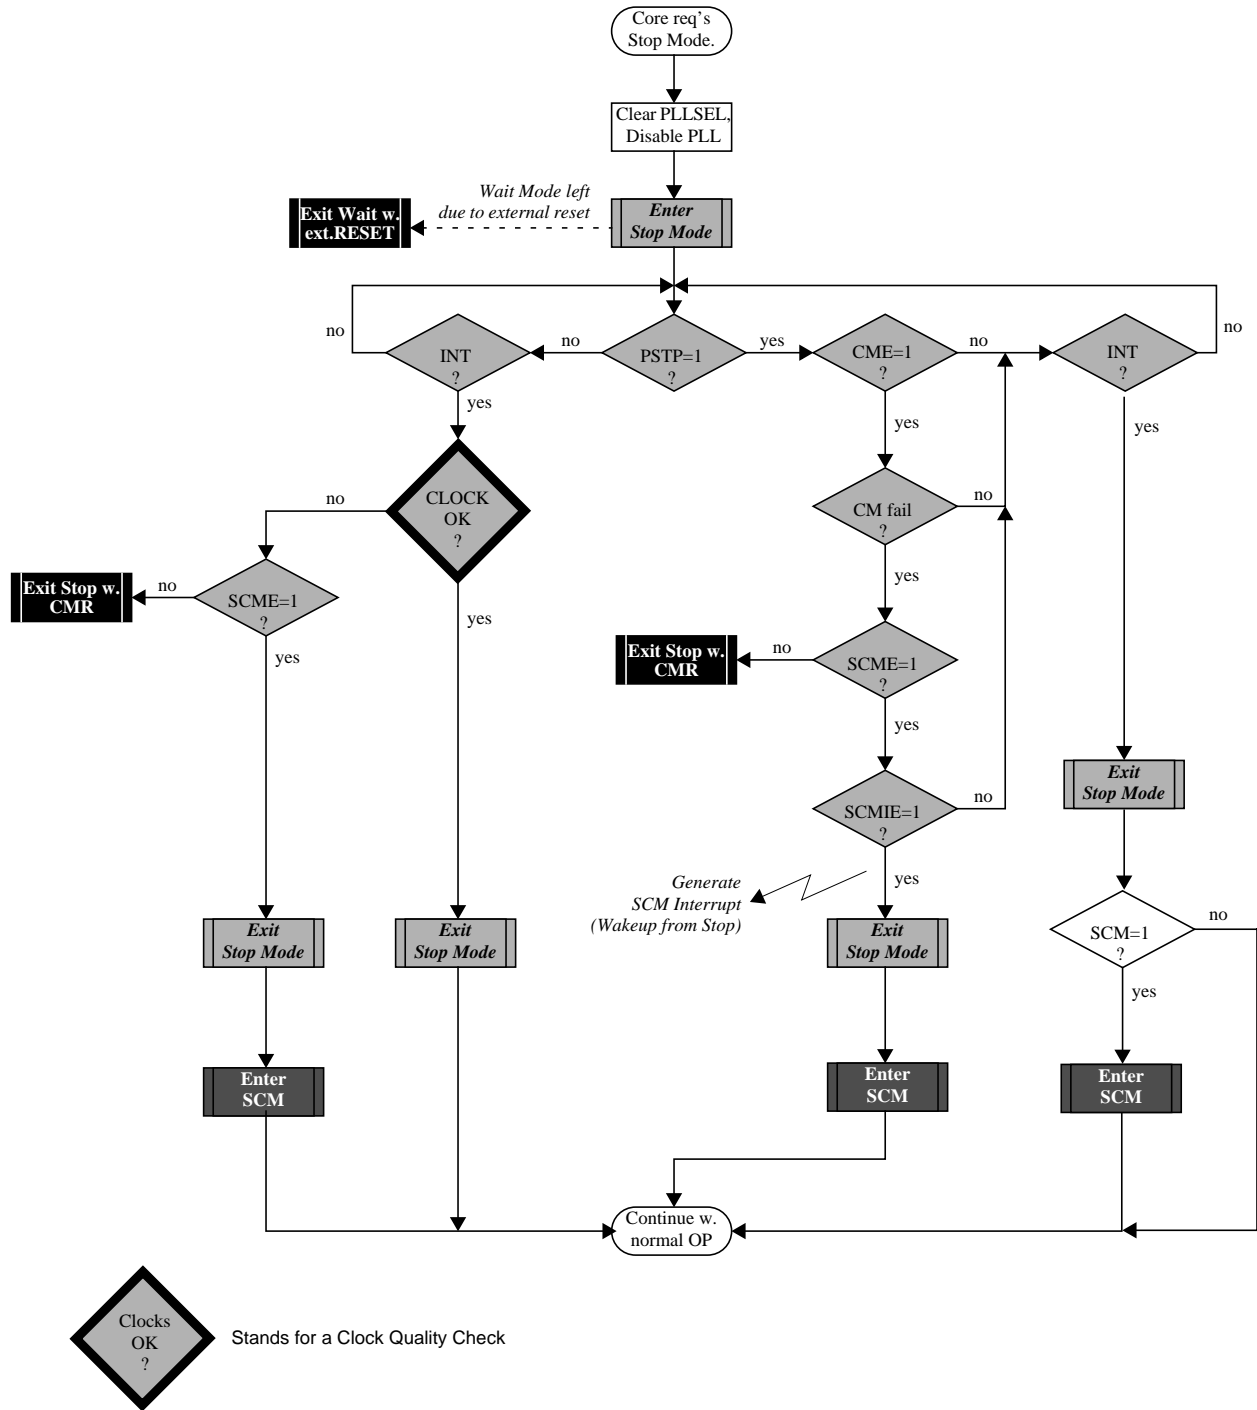 Core req's
Stop Mode.
Clear PLLSEL,
Disable PLL
Wait Mode left
due to external reset
Exit Wait w.
ext.RESET
Enter
Stop Mode
no
INT
?
no
PSTP=1
?
yes
CME=1
?
no
INT
?
no
yes
yes
yes
no
CLOCK
OK
?
CM fail
?
no
Exit Stop w.
CMR
no
SCME=1
?
yes
yes
yes
Exit Stop w.
CMR
no
SCME=1
?
yes
yes
SCMIE=1
?
no
Exit
Stop Mode
Generate
SCM Interrupt
(Wakeup from Stop)
yes
Exit
Stop Mode
Exit
Stop Mode
Exit
Stop Mode
SCM=1
?
no
yes
Enter
SCM
Enter
SCM
Enter
SCM
Continue w.
normal OP
Clocks
OK
?
Stands for a Clock Quality Check